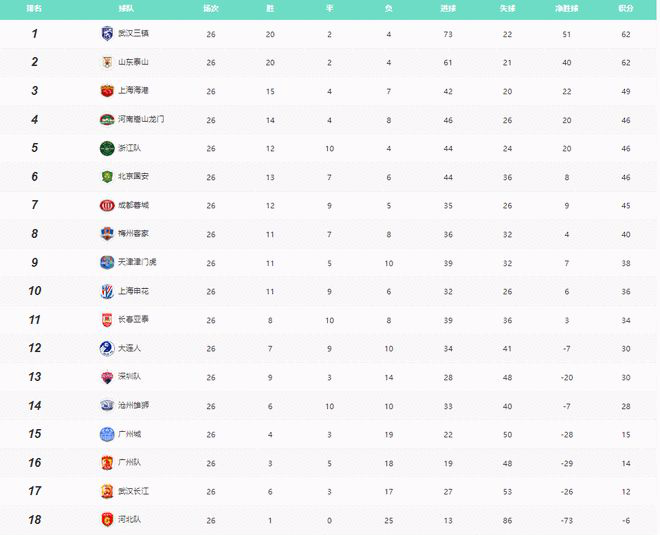 排名 球队 场次 胜 平 负 进球 失球 净胜球 积分
1 武汉三镇 26 20 2 4 73 22 51 62
2 山东泰山 26 20 2 4 61 21 40 62
3 上海海港 26 15 4 7 42 20 22 49
4 河南嵩山龙门 26 14 4 8 46 26 20 46
5 浙江队 26 12 10 4 44 24 20 46
6 北京国安 26 13 7 6 44 36 8 46
7 成都蓉城 26 12 9 5 35 26 9 45
8 梅州客家 26 11 7 8 36 32 4 40
9 天津津门虎 26 11 5 10 39 32 7 38
10 上海申花 26 11 9 6 32 26 6 36
11 长春亚泰 26 8 10 8 39 36 3 34
12 大连人 26 7 9 10 34 41 -7 30
13 深圳队 26 9 3 14 28 48 -20 30
14 沧州雄狮 26 6 10 10 33 40 -7 28
15 广州城 26 4 3 19 22 50 -28 15
16 广州队 26 3 5 18 19 48 -29 14
17 武汉长江 26 6 3 17 27 53 -26 12
18 河北队 26 1 0 25 13 86 -73 -6